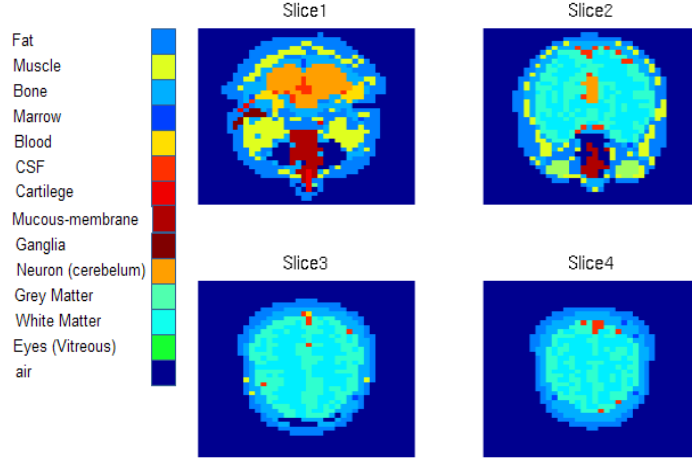 Slice1
Slice2
Fat
Muscle
Bone
Marrow
Blood
CSF
Cartilege
Mucous-membrane
Ganglia
Neuron (cerebelum)
Grey Matter
White Matter
Eyes (Vitreous)
air
Slice3
Slice4